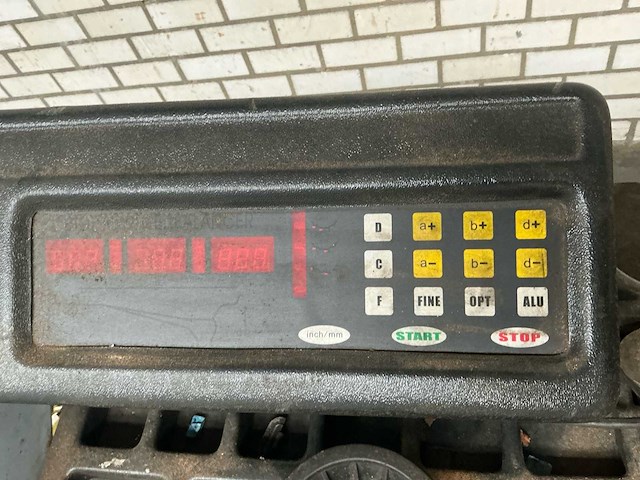 D a+ b+ d+
C a- b- d-
F FINE OPT ALU
inch/mm START STOP